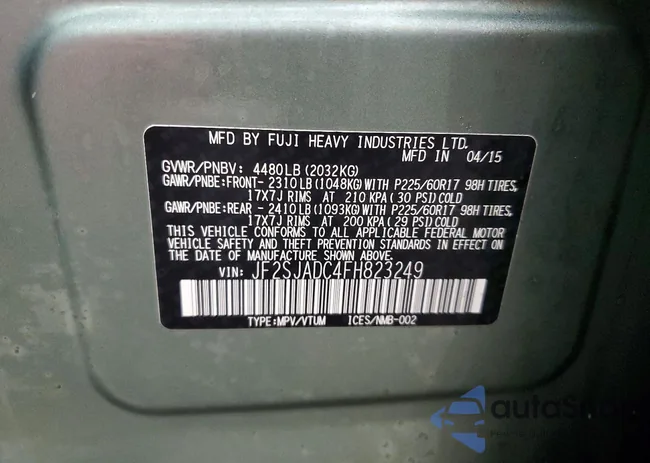 MFD BY FUJI HEAVY INDUSTRIES LTD.
MFD IN 04/15
GVWR/PNBV: 4480LB (2032KG)
GAWR/PNBE:FRONT- 2310LB(1048KG)WITH P225/60R17 98H TIRES,
17X7J RIMS AT 210 KPA (30 PSI) COLD
GAWR/PNBE:REAR - 2410LB(1093KG)WITH P225/60R17 98H TIRES,
17X7J RIMS AT 200 KPA (29 PSI) COLD
THIS VEHICLE CONFORMS TO ALL APPLICABLE FEDERAL MOTOR
VEHICLE SAFETY AND THEFT PREVENTION STANDARDS IN EFFECT
ON THE DATE OF MANUFACTURE SHOWN ABOVE.
VIN: JF2SJADC4FH823249
TYPE:MPV/VTUM ICES/NMB-002